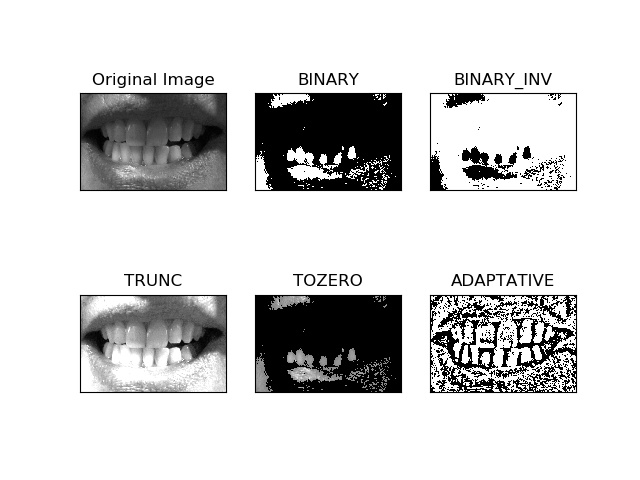 Original Image
BINARY
BINARY_INV
TRUNC
TOZERO
ADAPTATIVE